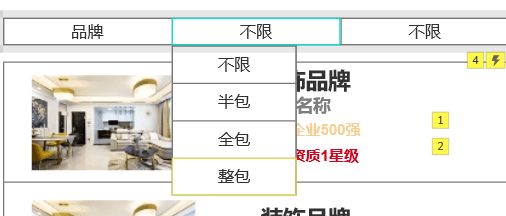 品牌 不限 不限
不限
半包
全包
整包
饰品牌
名称
企业500强
资质1星级
4
1
2
装饰品牌